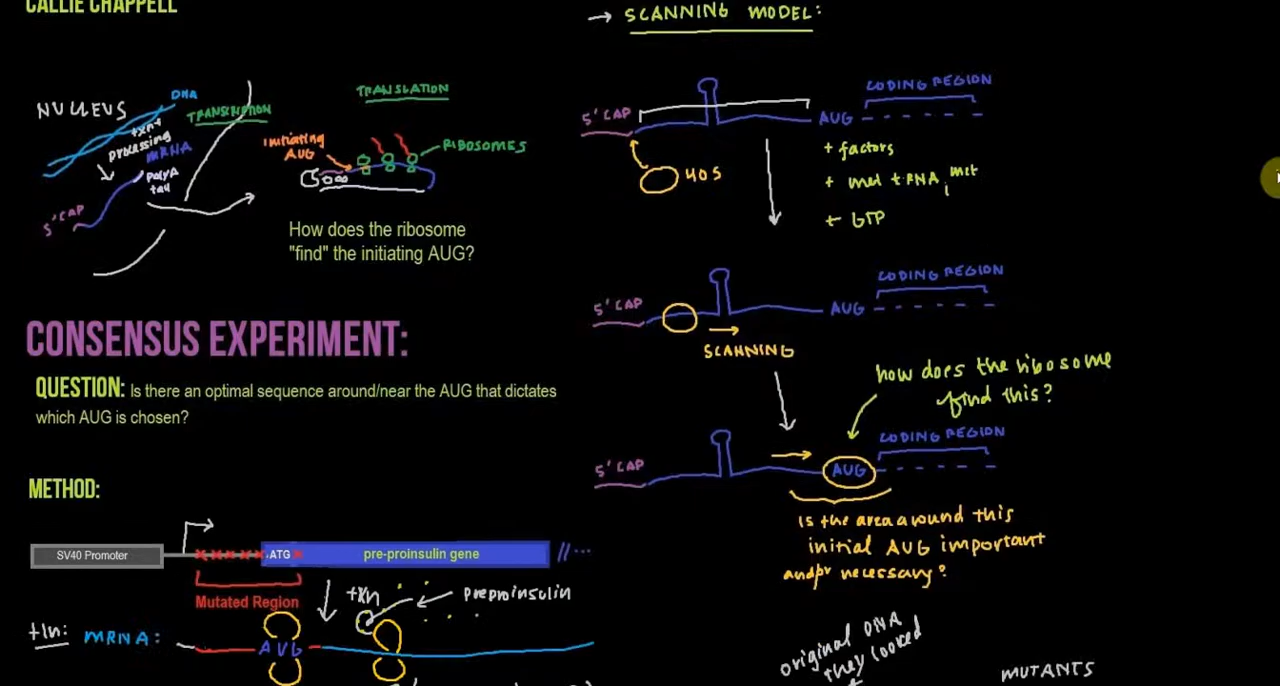 CALLIE CHAPPELL
NUCLEUS
DNA
TRANSCRIPTION
txn+
processing
mRNA
polyA
tail
5' CAP
TRANSLATION
initiating
AUG
RIBOSOMES
How does the ribosome
"find" the initiating AUG?
CONSENSUS EXPERIMENT:
QUESTION: Is there an optimal sequence around/near the AUG that dictates
which AUG is chosen?
METHOD:
SV40 Promoter
ATG
pre-proinsulin gene
Mutated Region
txn
preproinsulin
tln: mRNA:
AUG
→ SCANNING MODEL:
CODING REGION
5' CAP
AUG
+ factors
40S
+ met tRNA, met
+ GTP
CODING REGION
5' CAP
AUG
SCANNING
how does the ribosome
find this?
CODING REGION
5' CAP
AUG
Is the area around this
initial AUG important
and/or necessary?
original DNA
they looked
MUTANTS